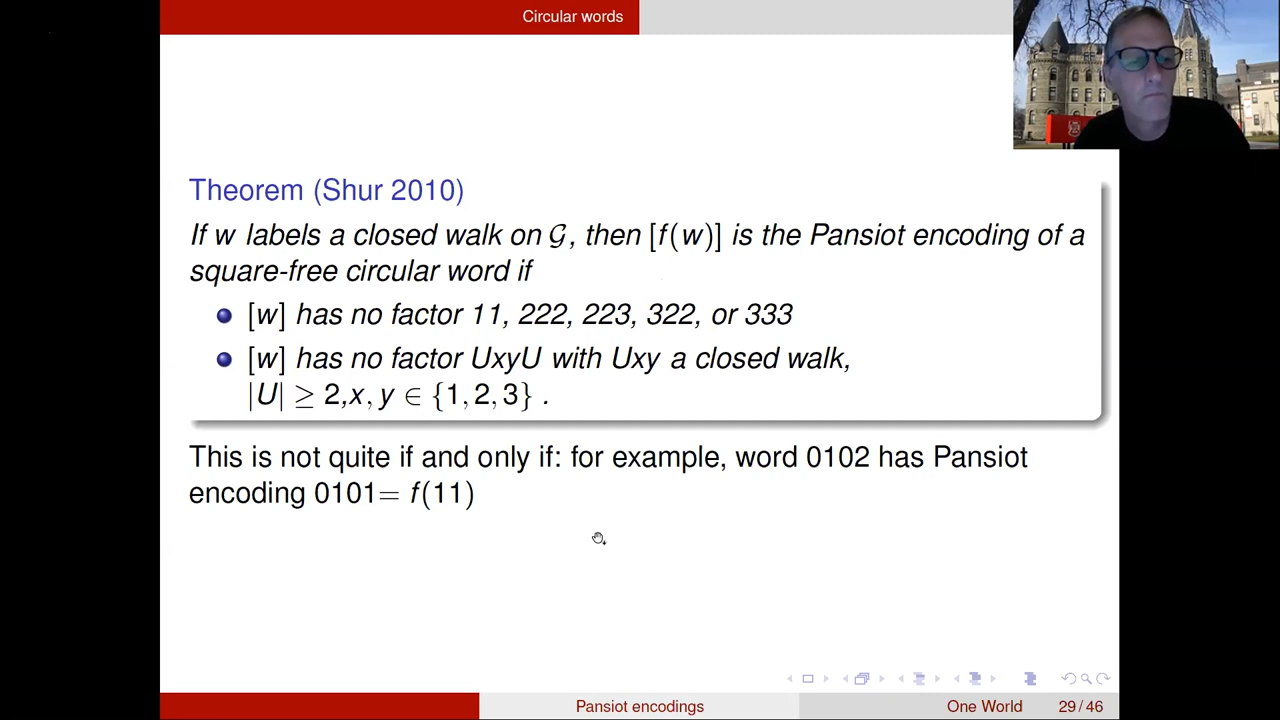 Circular words
Theorem (Shur 2010)
If w labels a closed walk on 𝒢, then [f(w)] is the Pansiot encoding of a
square-free circular word if
[w] has no factor 11, 222, 223, 322, or 333
[w] has no factor UxyU with Uxy a closed walk,
|U| ≥ 2,x, y ∈ {1, 2, 3} .
This is not quite if and only if: for example, word 0102 has Pansiot
encoding 0101= f(11)
Pansiot encodings
One World
29 / 46